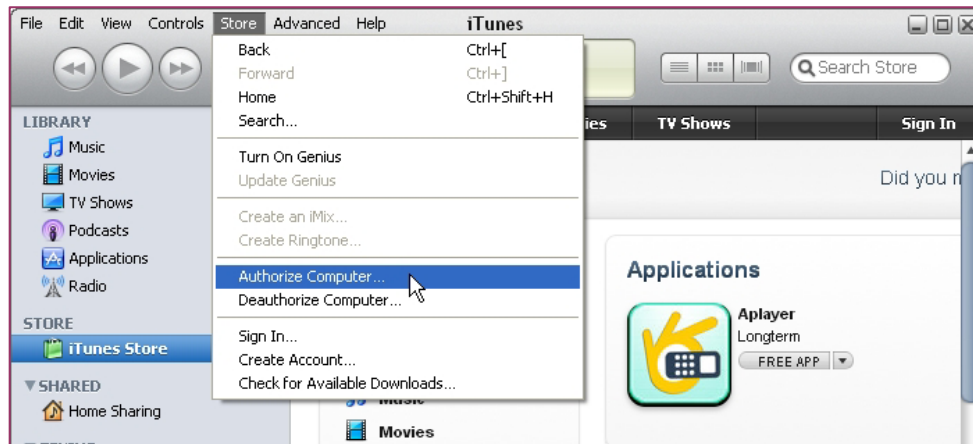 File Edit View Controls Store Advanced Help iTunes
Back Ctrl+[
Forward Ctrl+]
Home Ctrl+Shift+H
Search...
Turn On Genius
Update Genius
Create an iMix...
Create Ringtone...
Authorize Computer...
Deauthorize Computer...
Sign In...
Create Account...
Check for Available Downloads...
Search Store
TV Shows Sign In
Did you
LIBRARY
Music
Movies
TV Shows
Podcasts
Applications
Radio
STORE
iTunes Store
SHARED
Home Sharing
Applications
Aplayer
Longterm
FREE APP
Movies